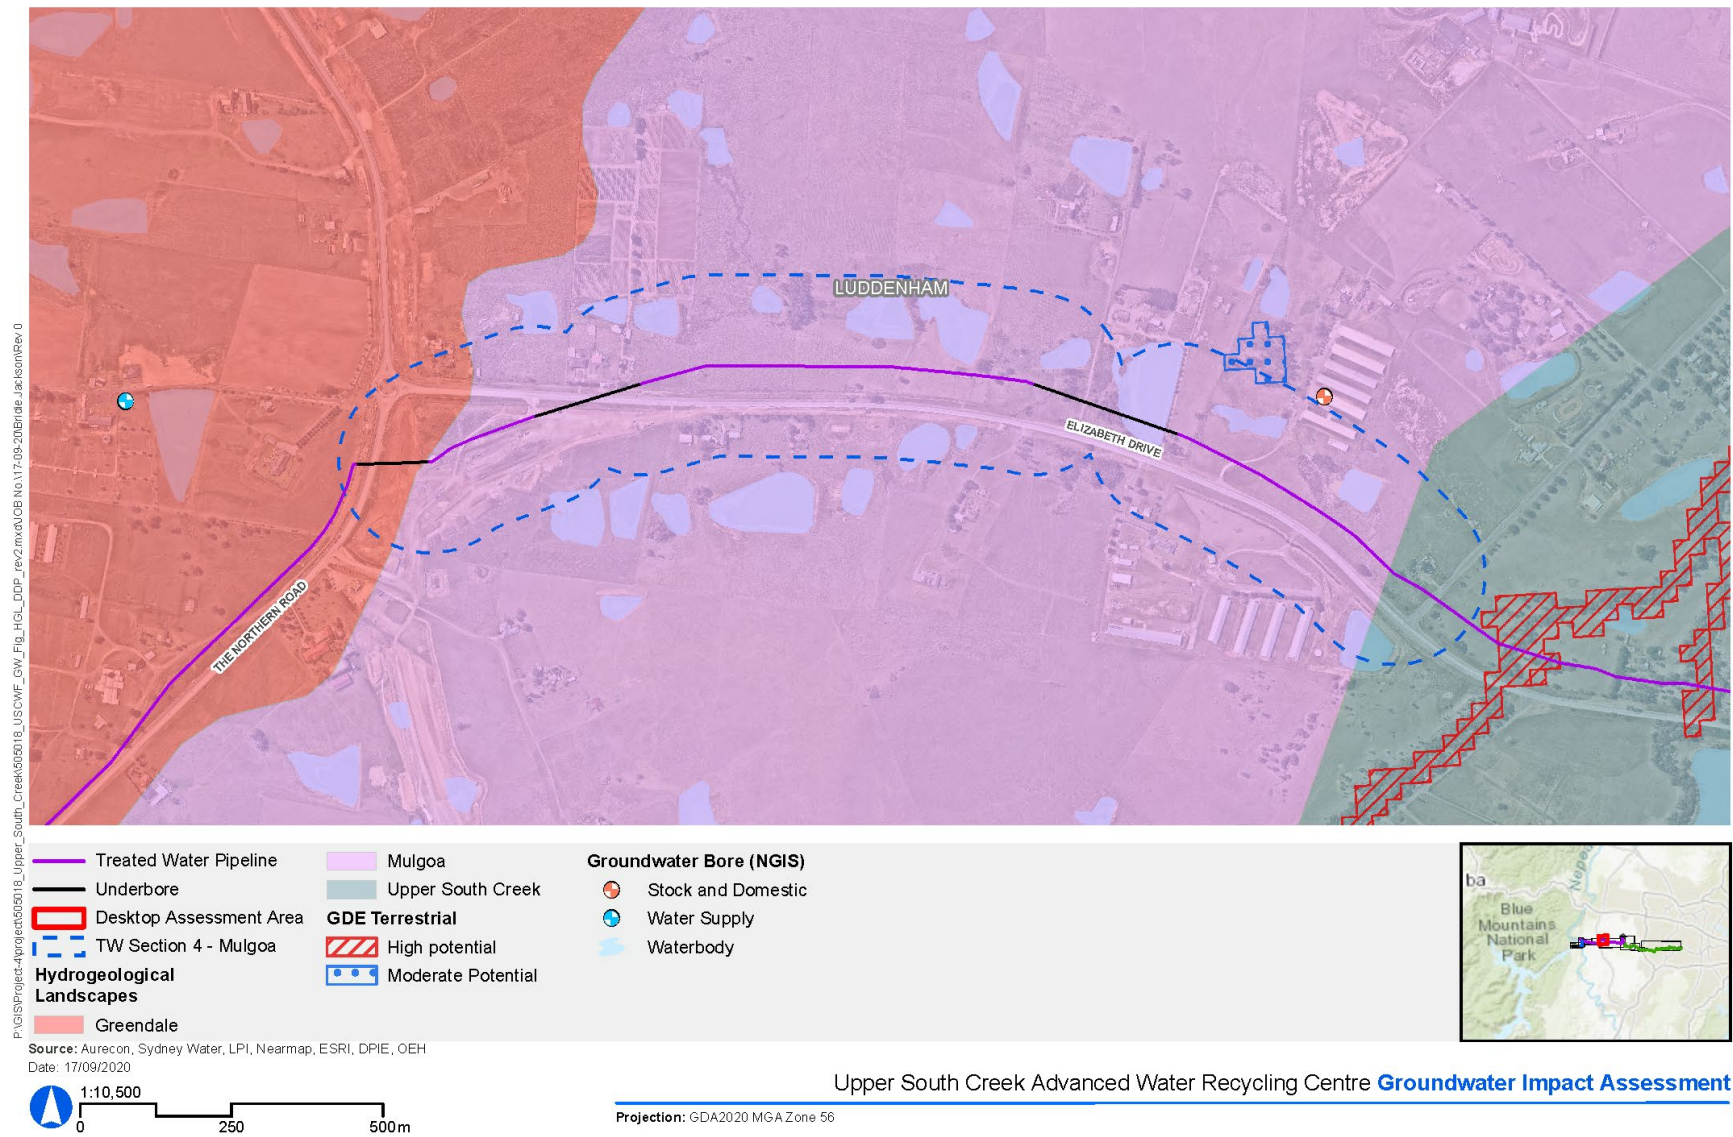 LUDDENHAM
ELIZABETH DRIVE
THE NORTHERN ROAD
P:\GIS\Project-4\project\505018_Upper_South_Creek\505018_USCWF_GW_Fig_HGL_DDP_rev2.mxd\JOB No.\17-09-20\Bride.Jackson\Rev 0
Treated Water Pipeline
Underbore
Desktop Assessment Area
TW Section 4 - Mulgoa
Hydrogeological
Landscapes
Greendale
Mulgoa
Upper South Creek
GDE Terrestrial
High potential
Moderate Potential
Groundwater Bore (NGIS)
Stock and Domestic
Water Supply
Waterbody
ba
Nepe
Blue
Mountains
National
Park
Source: Aurecon, Sydney Water, LPI, Nearmap, ESRI, DPIE, OEH
Date: 17/09/2020
1:10,500
0 250 500m
Upper South Creek Advanced Water Recycling Centre Groundwater Impact Assessment
Projection: GDA2020 MGA Zone 56